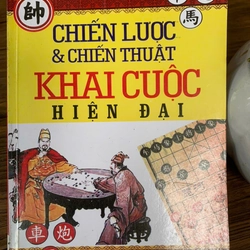 帥
馬
CHIẾN LƯỢC
& CHIẾN THUẬT
KHAI CUỘC
HIỆN ĐẠI
車 炮